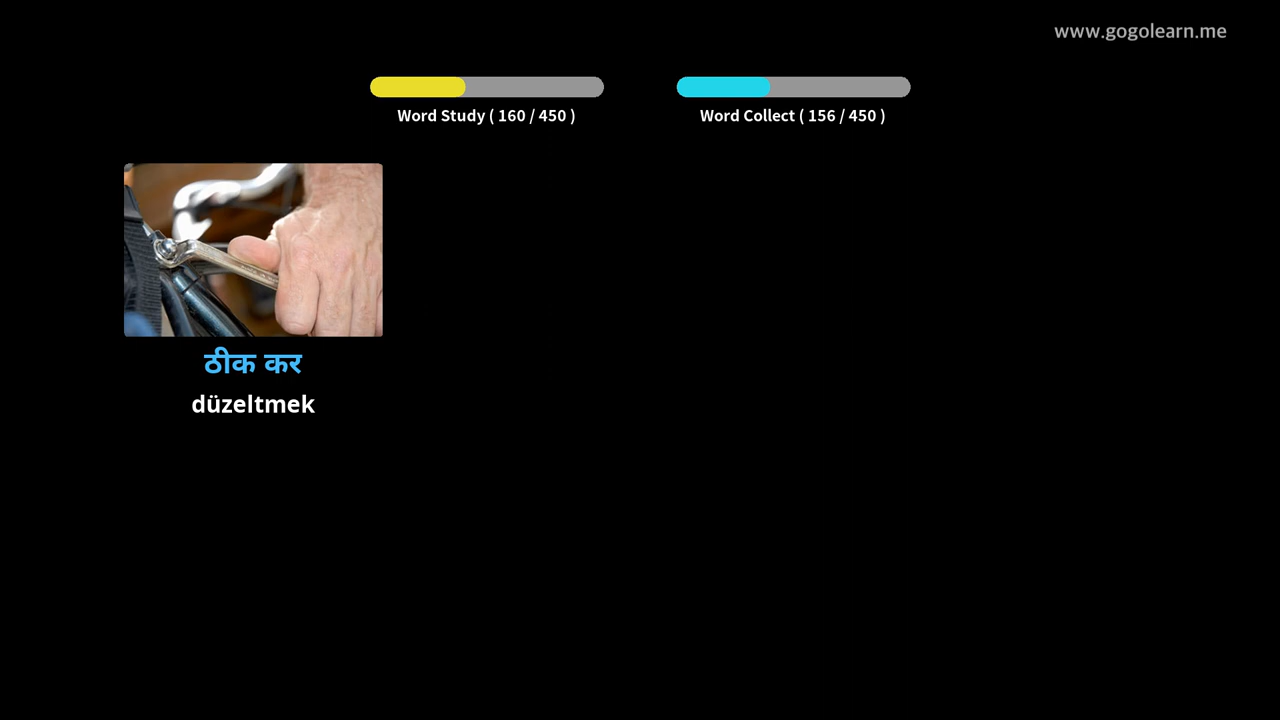 www.gogolearn.me
Word Study ( 160 / 450 )
Word Collect ( 156 / 450 )
ठीक कर
düzeltmek